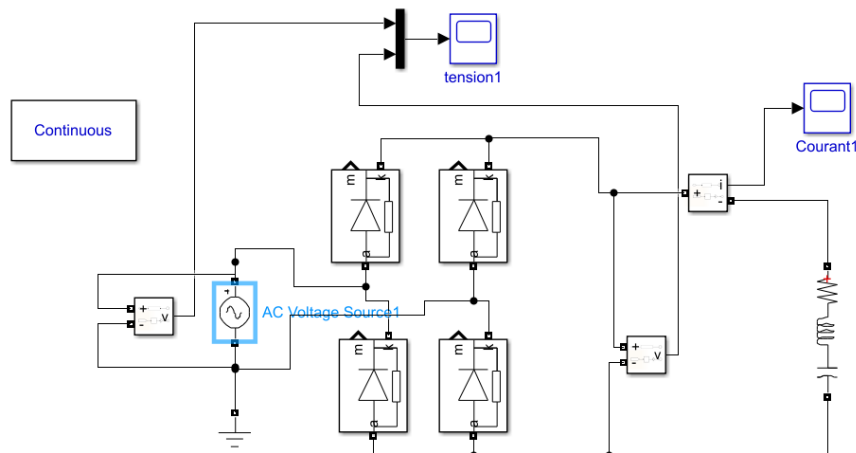 tension1
Continuous
Courant1
m
k
m
k
+
i
-
a
a
+
AC Voltage Source1
+
-
v
m
k
m
k
+
-
v
a
a
+